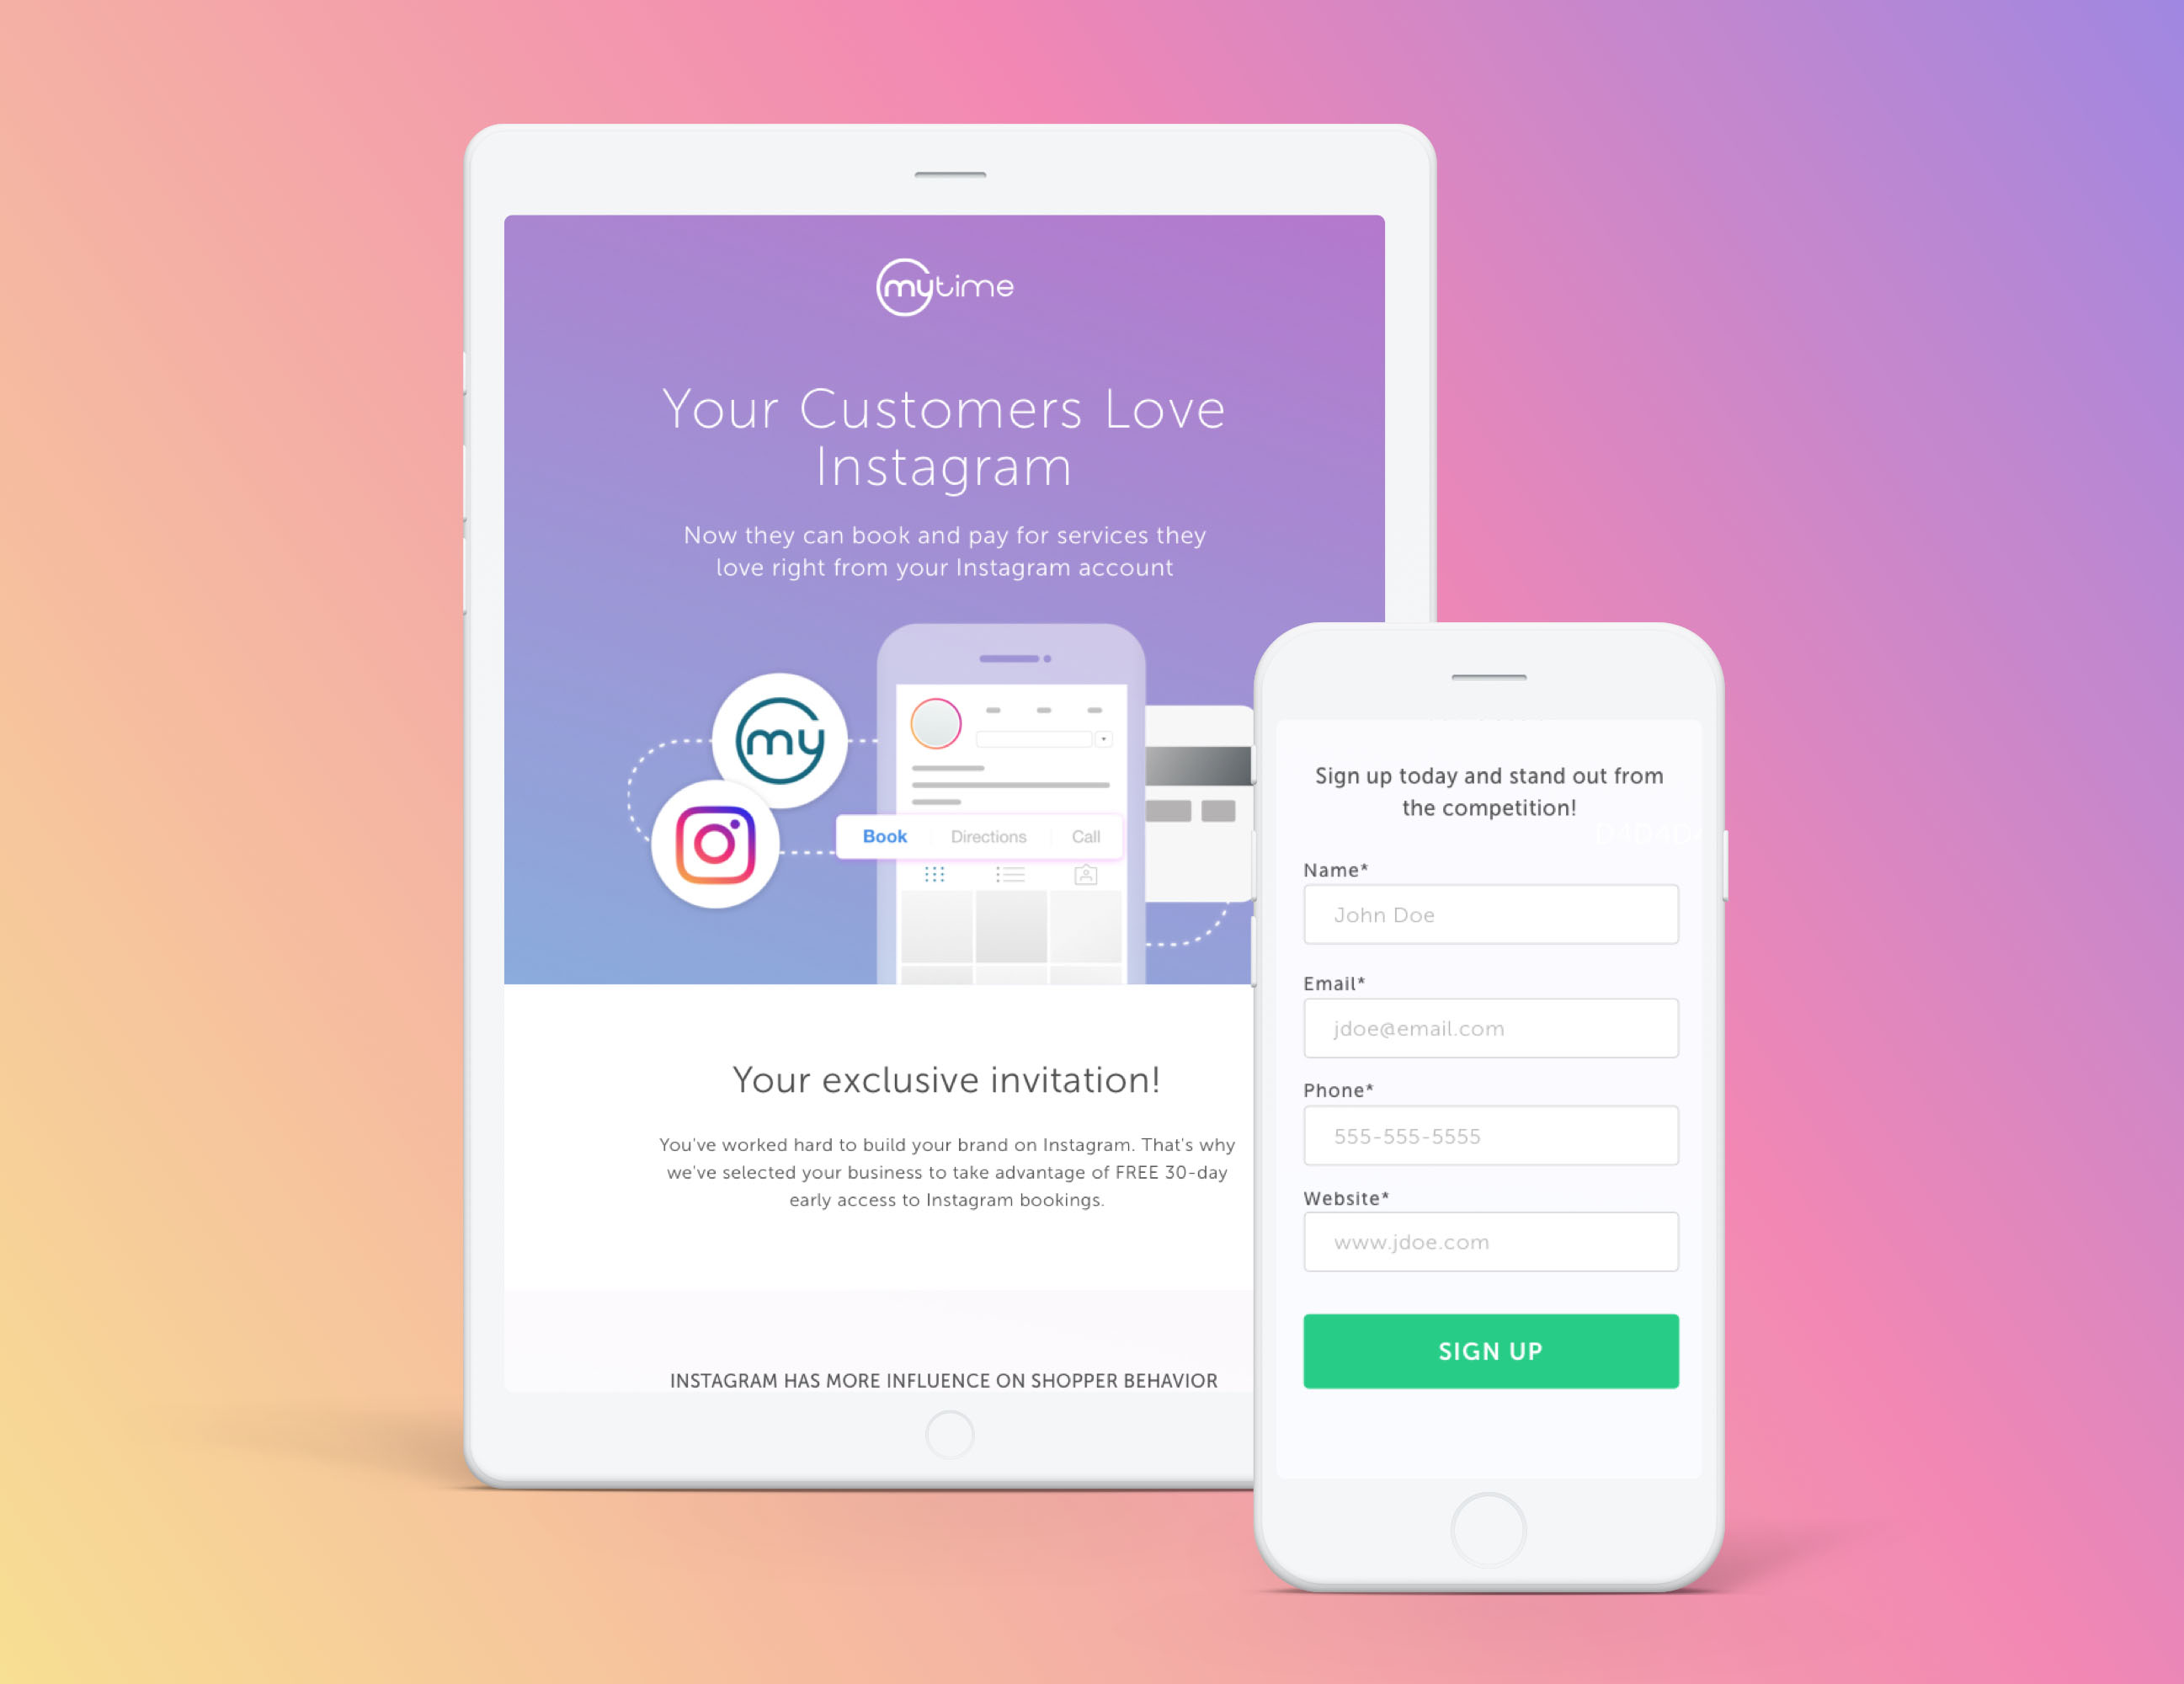 mytime
Your Customers Love
Instagram
Now they can book and pay for services they
love right from your Instagram account
my
Book Directions Call
Your exclusive invitation!
You've worked hard to build your brand on Instagram. That's why
we've selected your business to take advantage of FREE 30-day
early access to Instagram bookings.
INSTAGRAM HAS MORE INFLUENCE ON SHOPPER BEHAVIOR
Sign up today and stand out from
the competition!
Name*
John Doe
Email*
jdoe@email.com
Phone*
555-555-5555
Website*
www.jdoe.com
SIGN UP